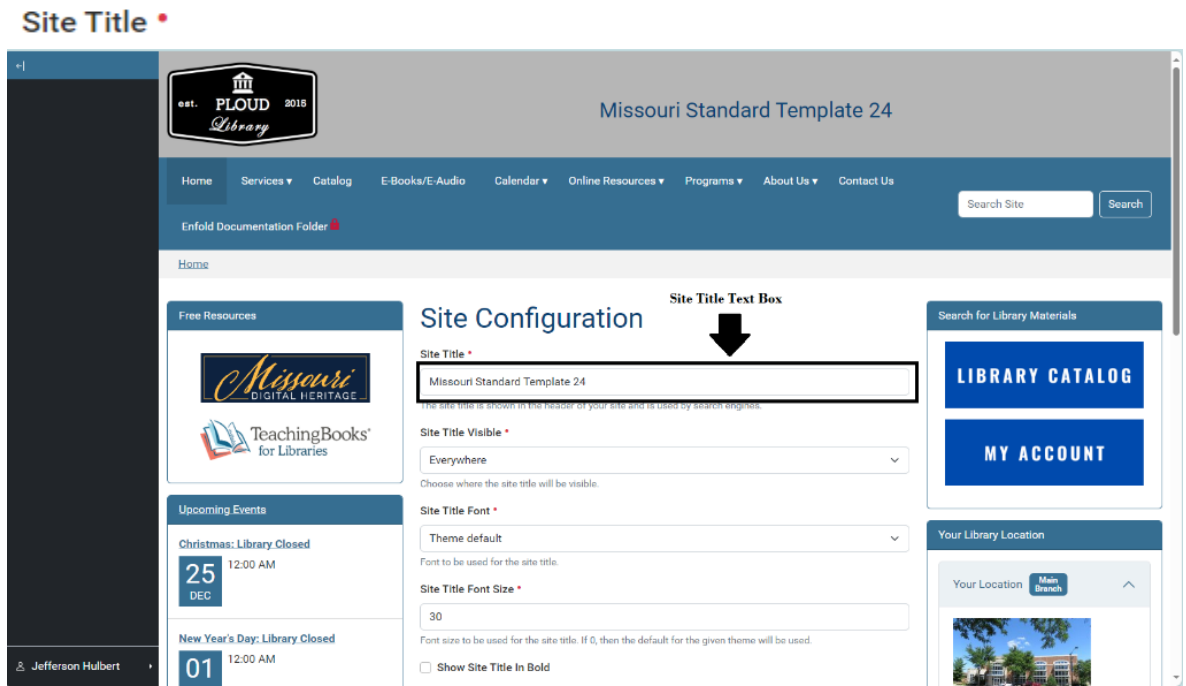 Site Title •
est. PLOUD 2015
Library
Missouri Standard Template 24
Home Services ▾ Catalog E-Books/E-Audio Calendar ▾ Online Resources ▾ Programs ▾ About Us ▾ Contact Us
Search Site Search
Enfold Documentation Folder
Home
Site Title Text Box
Free Resources
Missouri
DIGITAL HERITAGE
TeachingBooks
for Libraries
Upcoming Events
Christmas: Library Closed
25
DEC
12:00 AM
New Year's Day: Library Closed
01
12:00 AM
Site Configuration
Site Title •
Missouri Standard Template 24
The site title is shown in the header of your site and is used by search engines.
Site Title Visible •
Everywhere
Choose where the site title will be visible.
Site Title Font •
Theme default
Font to be used for the site title.
Site Title Font Size •
30
Font size to be used for the site title. If 0, then the default for the given theme will be used.
Show Site Title In Bold
Search for Library Materials
LIBRARY CATALOG
MY ACCOUNT
Your Library Location
Your Location Main Branch
Jefferson Hulbert